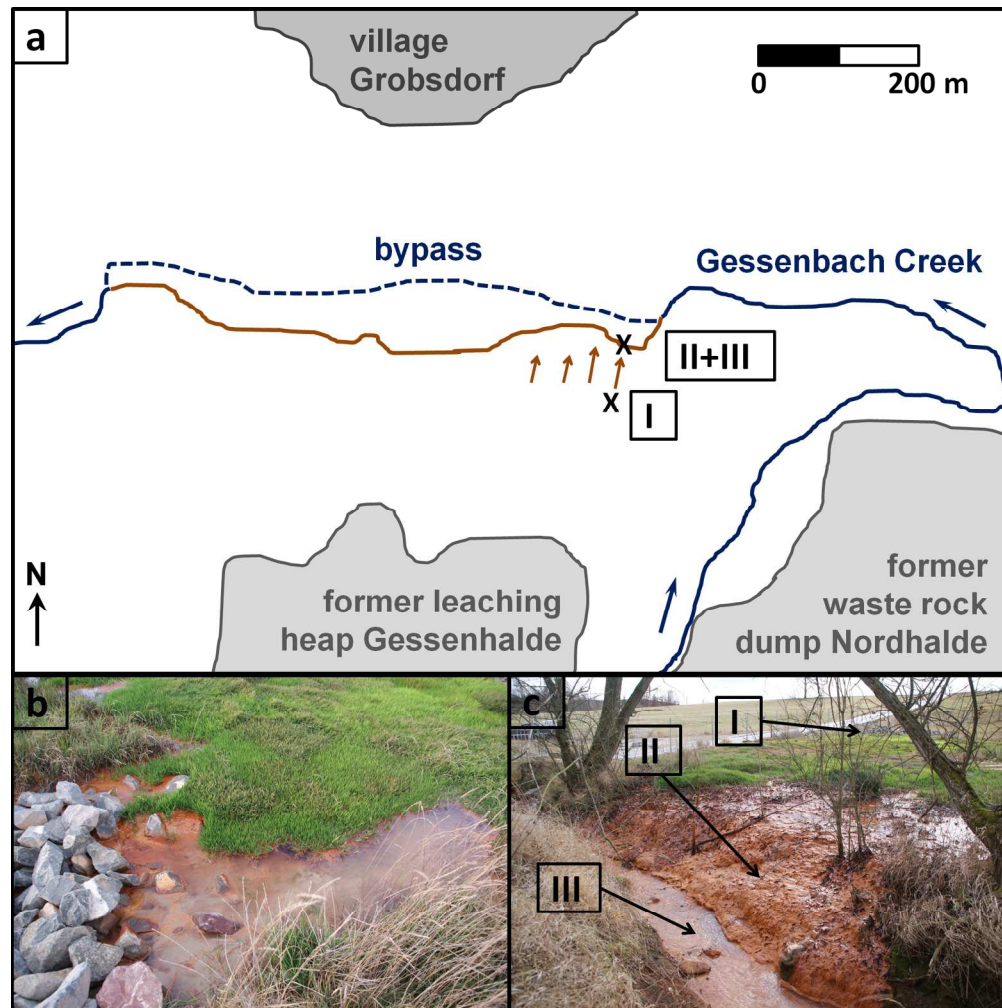 a
village
Grobsdorf
0 200 m
bypass
Gessenbach Creek
X
II+III
X
I
N
former leaching
heap Gessenhalde
former
waste rock
dump Nordhalde
b
c
I
II
III